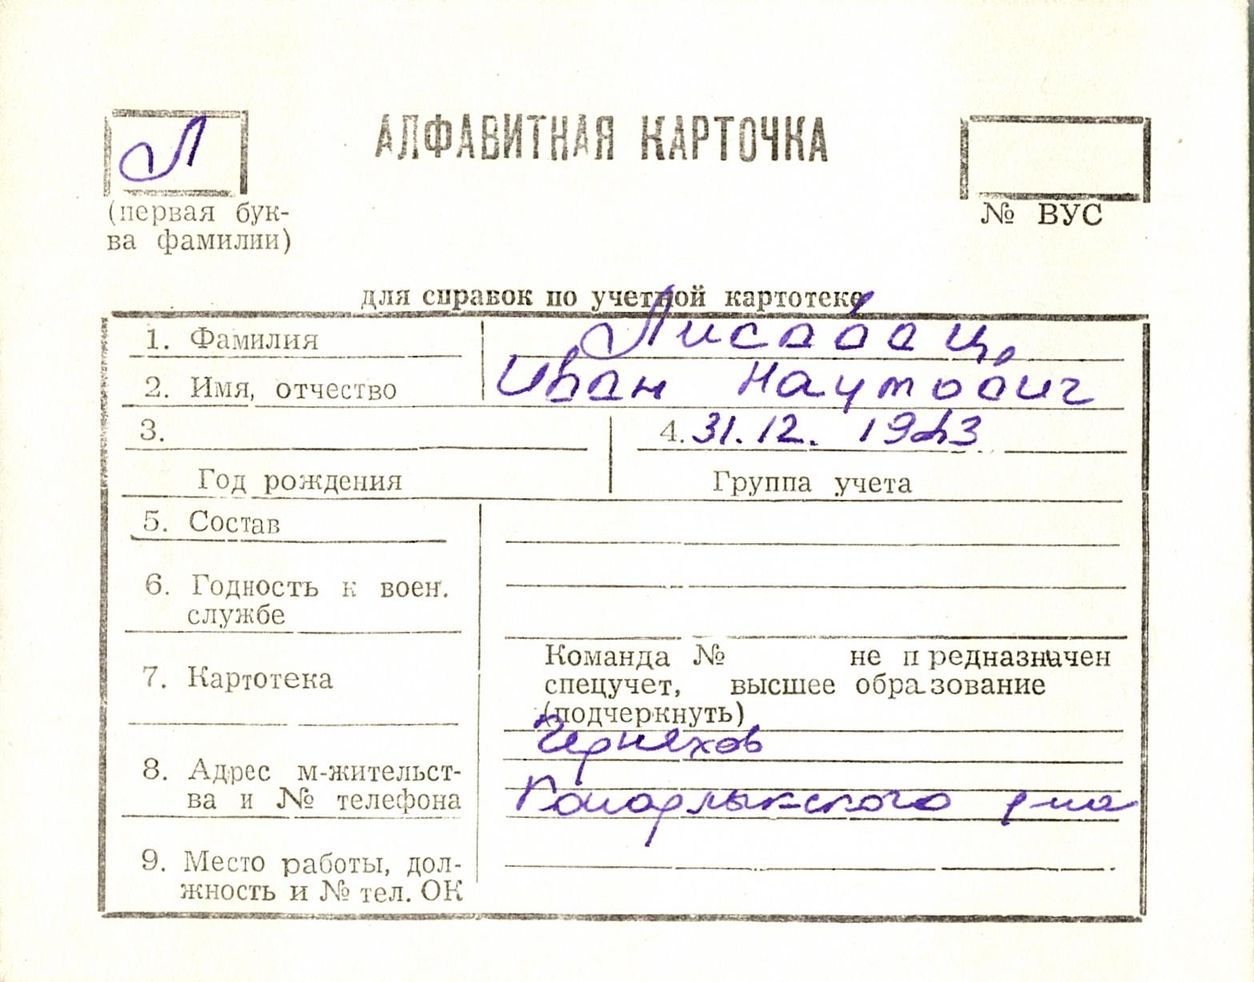 Л
АЛФАВИТНАЯ КАРТОЧКА
(первая бук-
ва фамилии)
№ ВУС
для справок по учетной картотеке
1. Фамилия
2. Имя, отчество
Иван Наумович
3.
4. 31.12. 1923
Год рождения
Группа учета
5. Состав
6. Годность к воен.
службе
7. Картотека
Команда № не предназначен
спецучет, высшее образование
(подчеркнуть)
8. Адрес м-жительст-
ва и № телефона
Черняхов
Кагарлыкского р-на
9. Место работы, дол-
жность и № тел. ОК